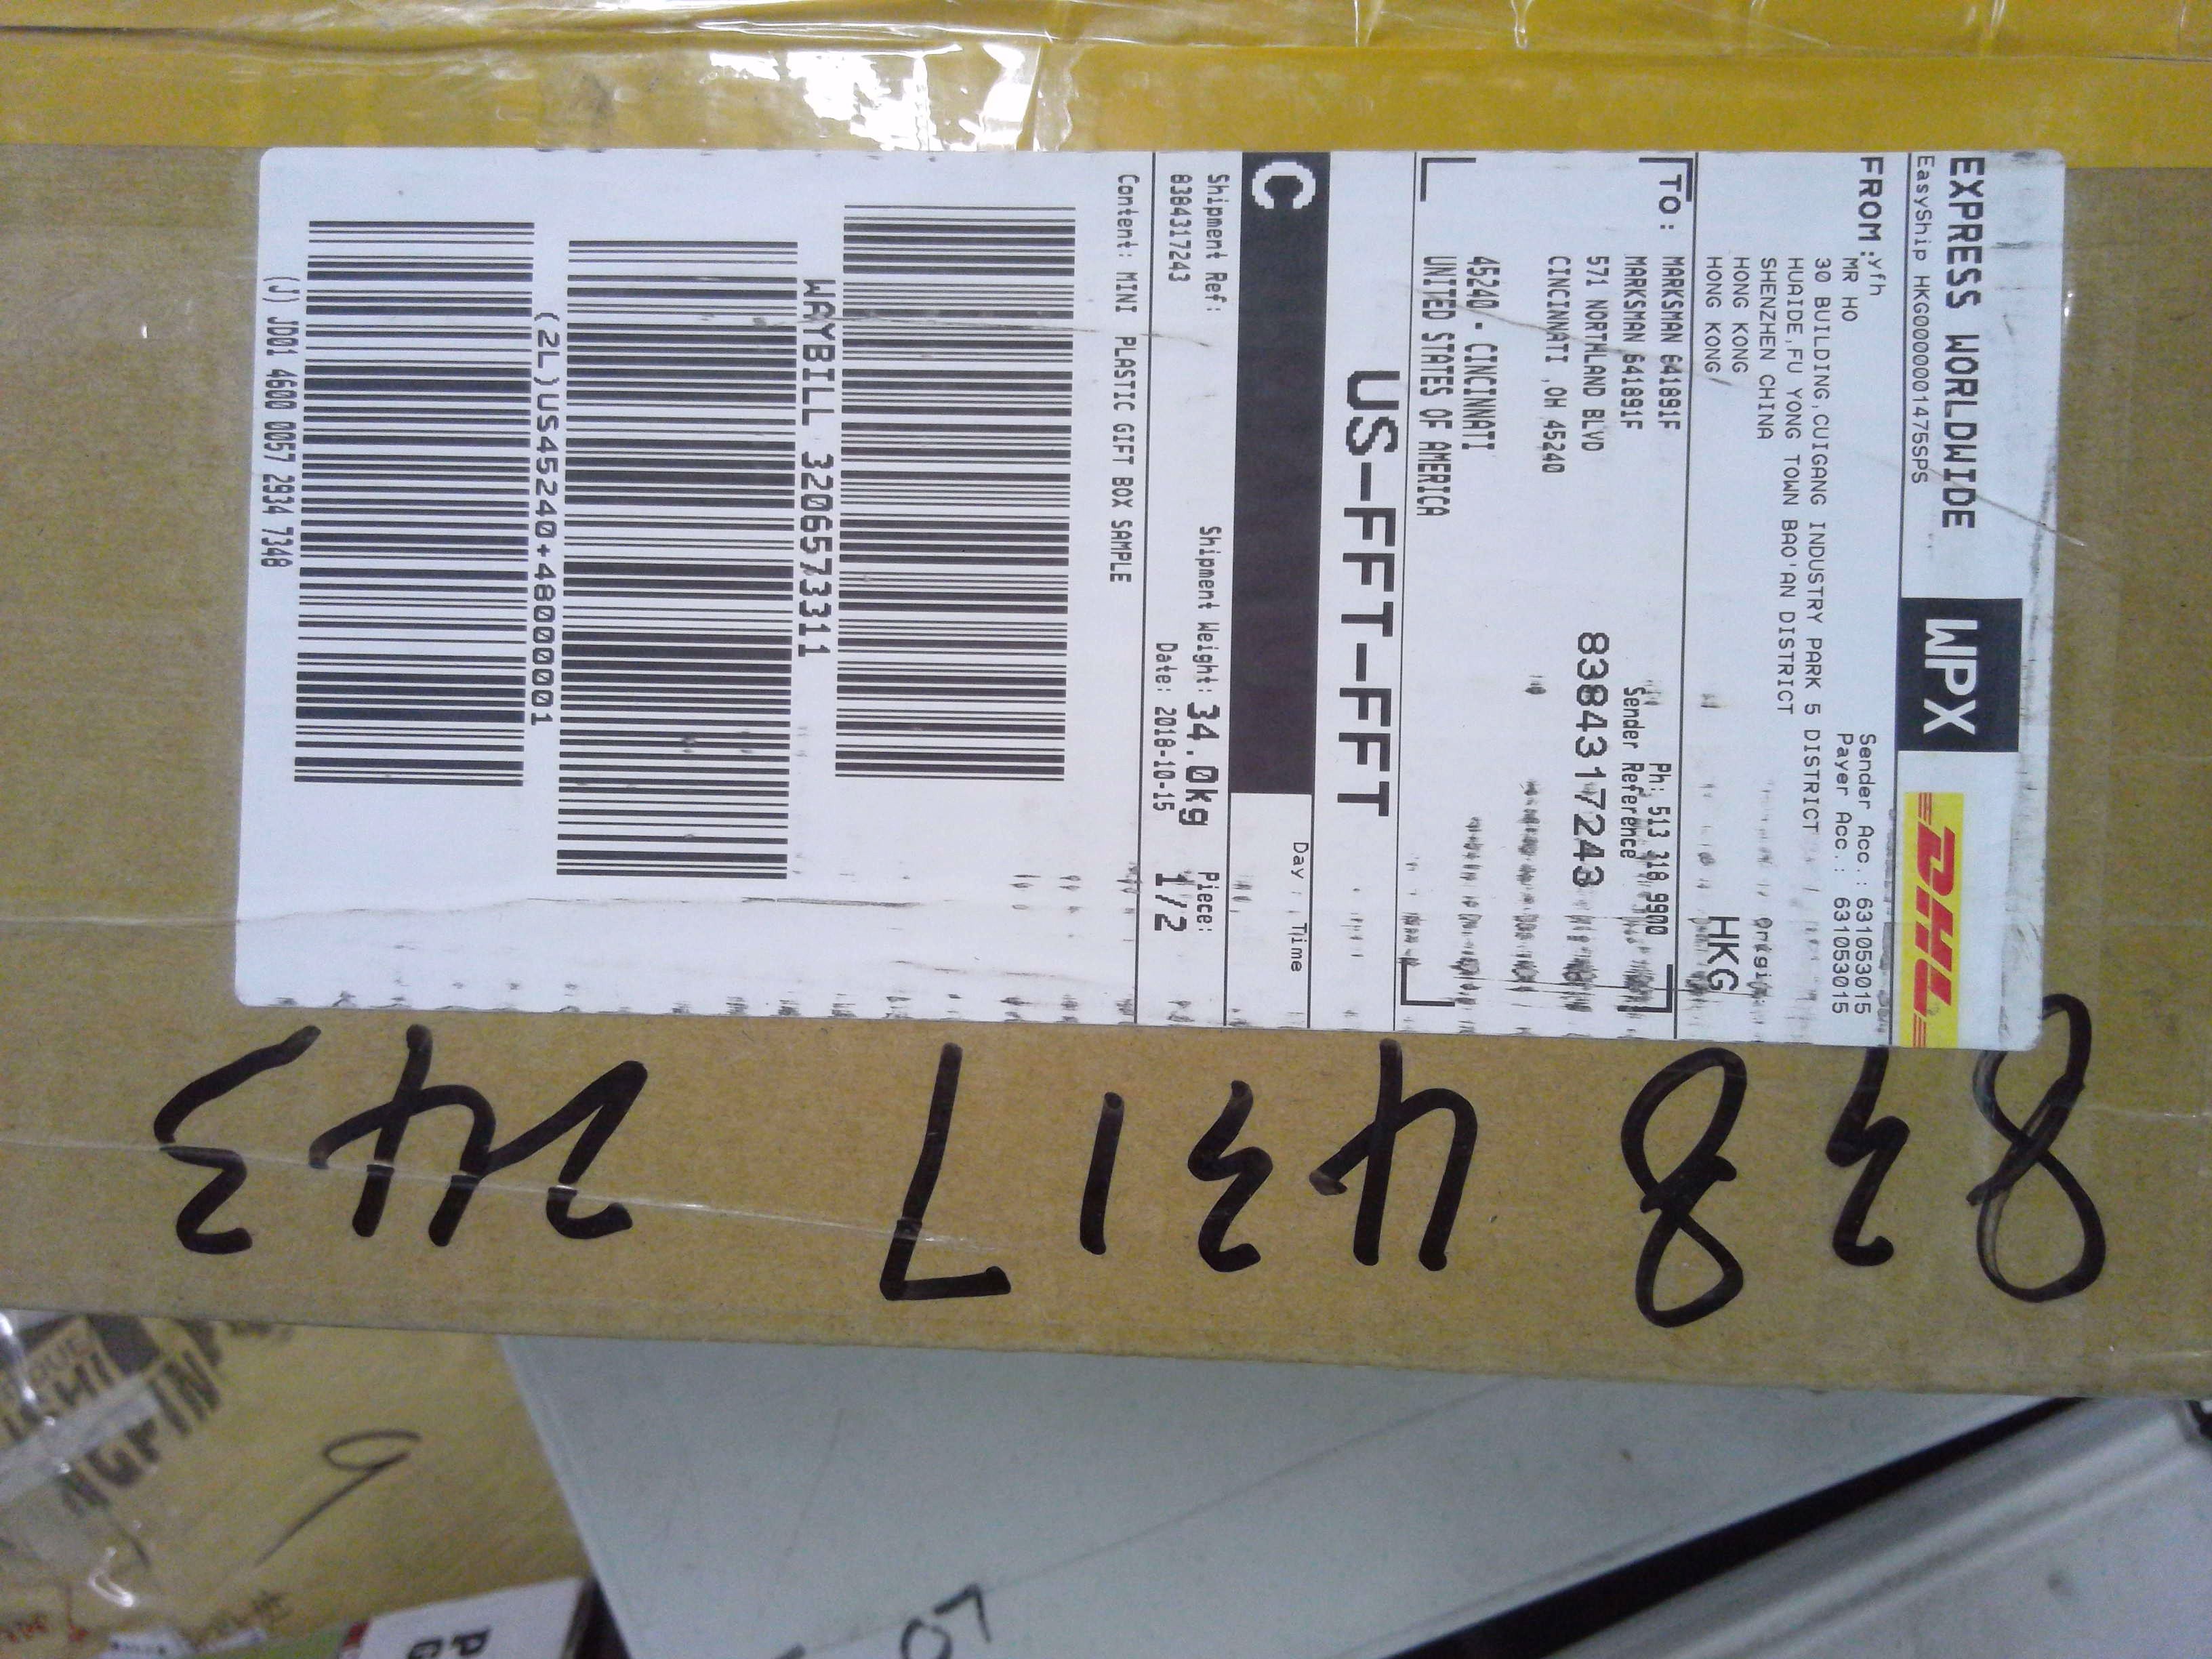 EXPRESS WORLDWIDE
WPX
DHL
EasyShip HKG000001475SPS
FROM: yfh
MR HO
30 BUILDING,CUIGANG INDUSTRY PARK 5 DISTRICT
HUAIDE,FU YONG TOWN BAO'AN DISTRICT
SHENZHEN CHINA
HONG KONG
HONG KONG
Sender Acc.: 631053015
Payer Acc.: 631053015
Origin:
HKG
TO: MARKSMAN 641891F
MARKSMAN 641891F
571 NORTHLAND BLVD
CINCINNATI ,OH 45240
45240 - CINCINNATI
UNITED STATES OF AMERICA
Ph: 513 318 9900
Sender Reference
8384317243
US-FFT-FFT
C
Day: Time
Shipment Ref:
8384317243
Shipment Weight: 34.0kg
Date: 2018-10-15
Piece:
1/2
Content: MINI PLASTIC GIFT BOX SAMPLE
WAYBILL 3206573311
(2L)US45240+48000001
(J) JD01 4600 0057 2934 7348
8384317243